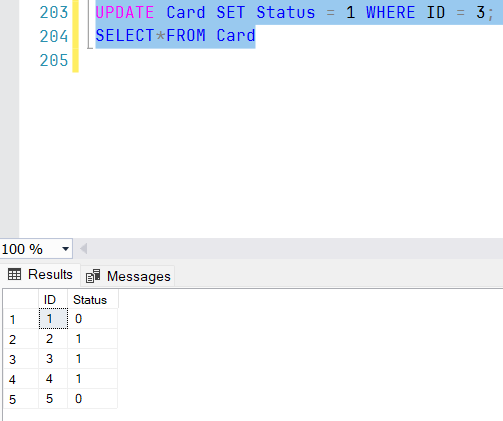 203 UPDATE Card SET Status = 1 WHERE ID = 3;
204 SELECT*FROM Card
205
100 %
Results Messages
ID Status
1 1 0
2 2 1
3 3 1
4 4 1
5 5 0